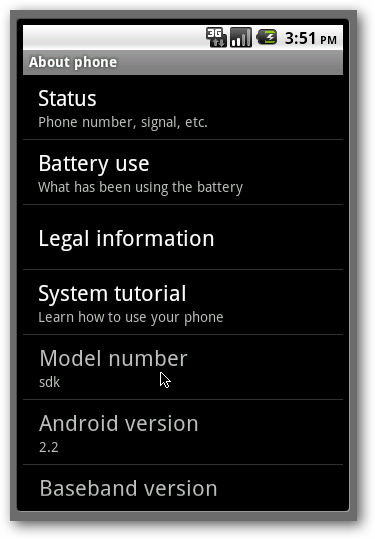 3G 3:51 PM
About phone
Status
Phone number, signal, etc.
Battery use
What has been using the battery
Legal information
System tutorial
Learn how to use your phone
Model number
sdk
Android version
2.2
Baseband version